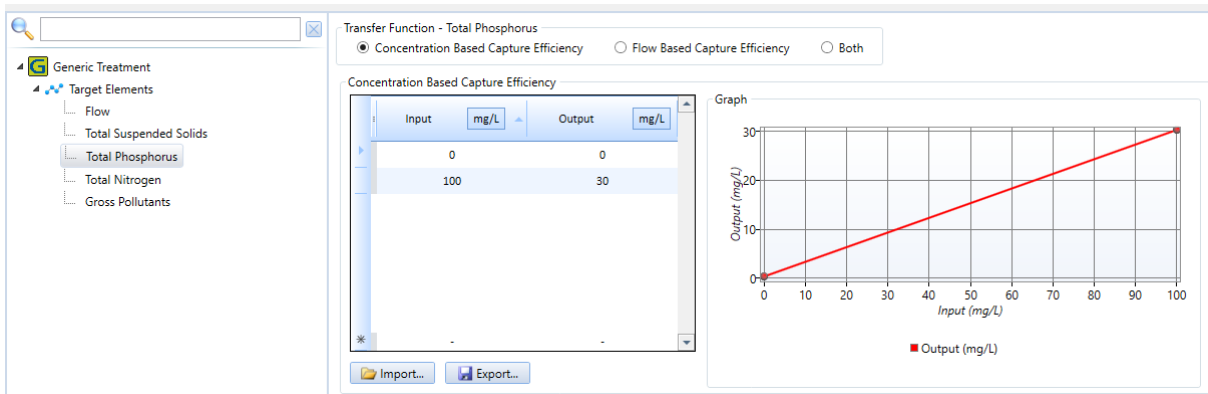 Generic Treatment
Target Elements
Flow
Total Suspended Solids
Total Phosphorus
Total Nitrogen
Gross Pollutants
Transfer Function - Total Phosphorus
Concentration Based Capture Efficiency
Flow Based Capture Efficiency
Both
Concentration Based Capture Efficiency
Input mg/L Output mg/L
0 0
100 30
* - -
Import... Export...
Graph
Output (mg/L)
30
20
10
0
0 10 20 30 40 50 60 70 80 90 100
Input (mg/L)
Output (mg/L)